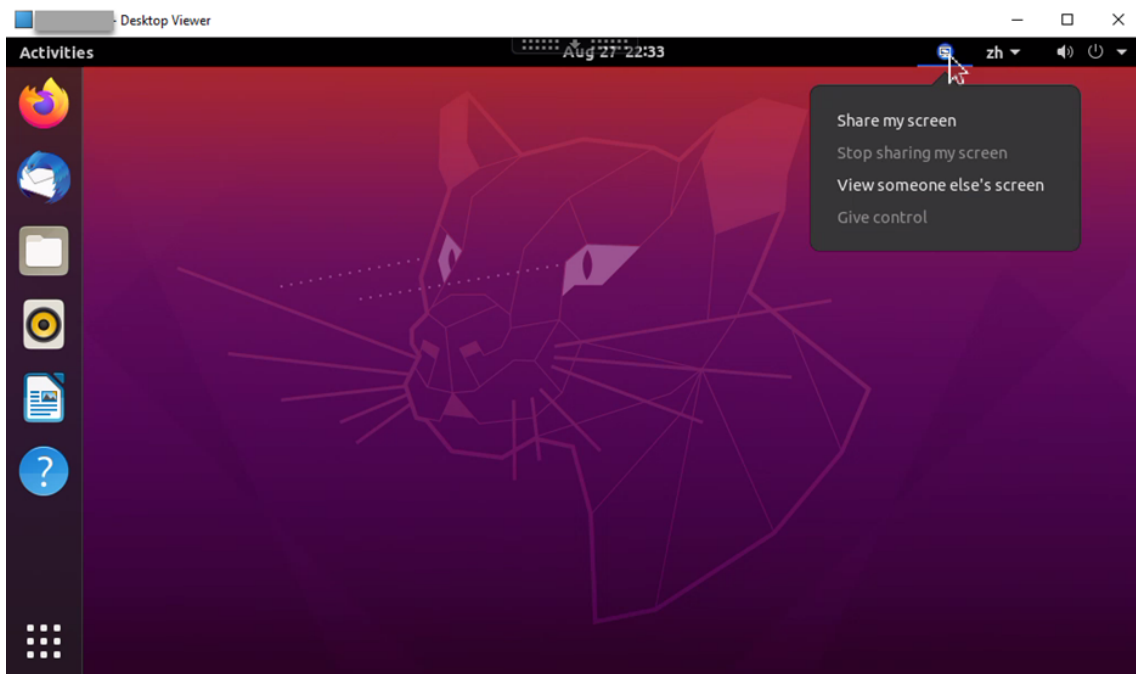 - Desktop Viewer
Activities Aug 27 22:33 zh
Share my screen
Stop sharing my screen
View someone else's screen
Give control
?